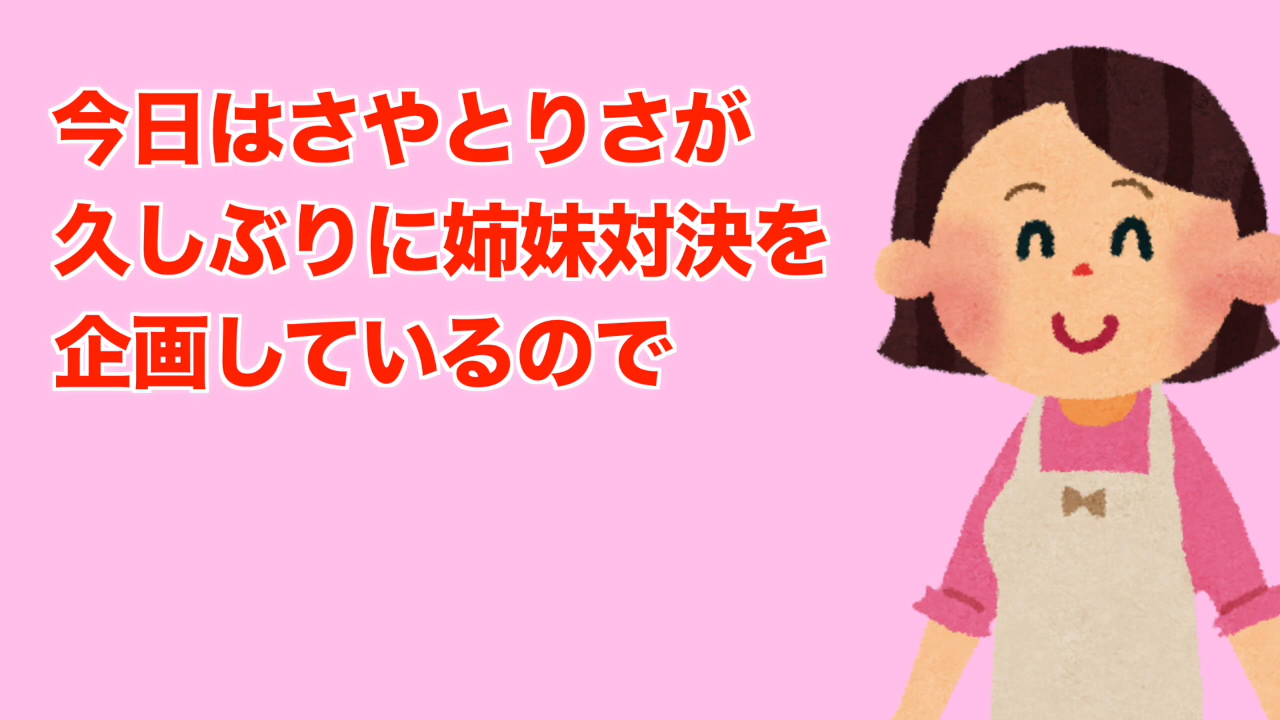 今日はさやとりさが
久しぶりに姉妹対決を
企画しているので